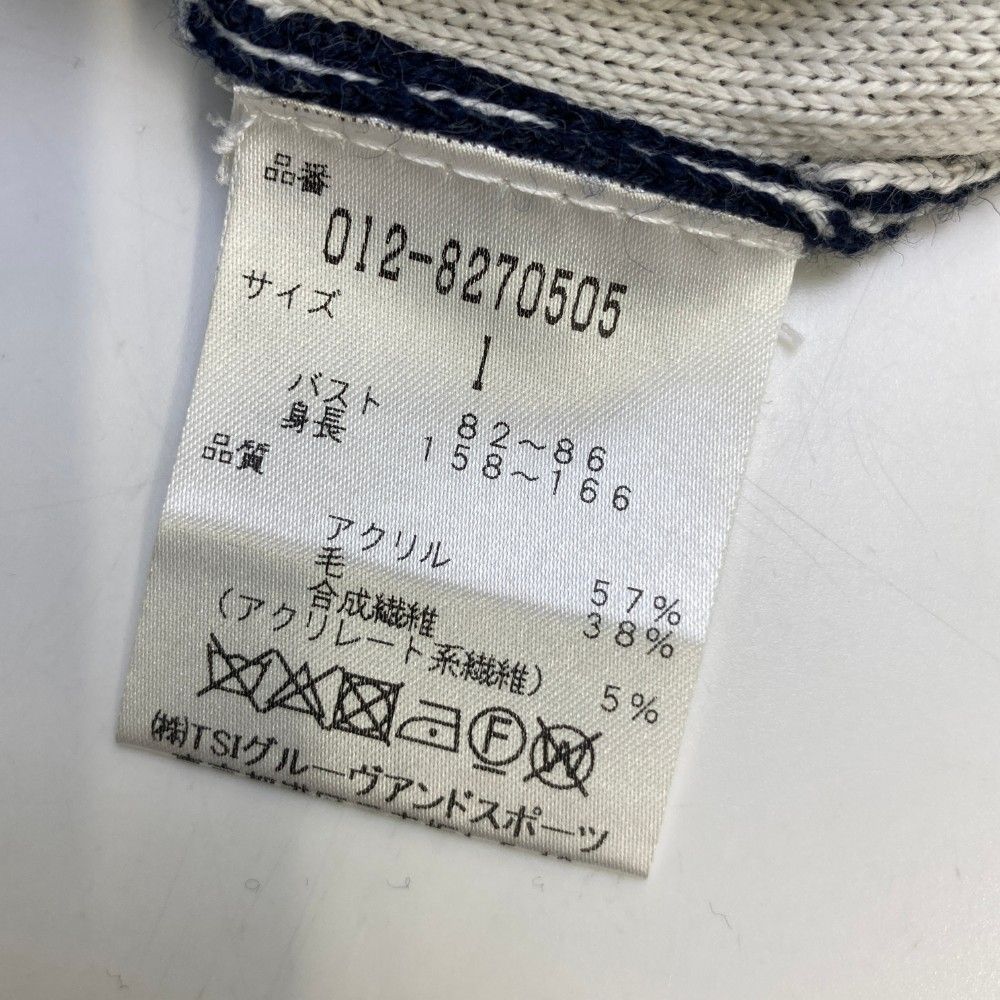 品番
012-8270505
サイズ
1
バスト 82～86
身長 158～166
品質
アクリル 57%
毛 38%
合成繊維
(アクリレート系繊維) 5%
F W
(株)TSIグルーヴアンドスポーツ